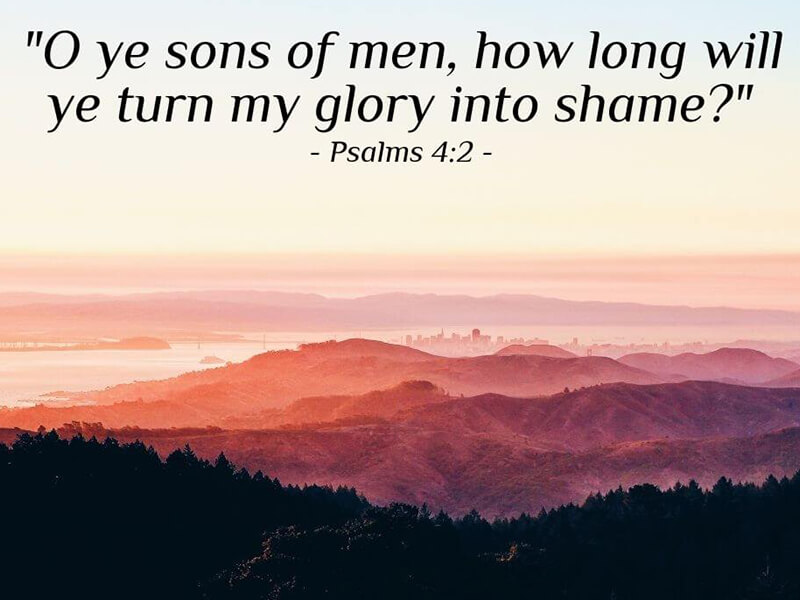 "O ye sons of men, how long will
ye turn my glory into shame?"
- Psalms 4:2 -